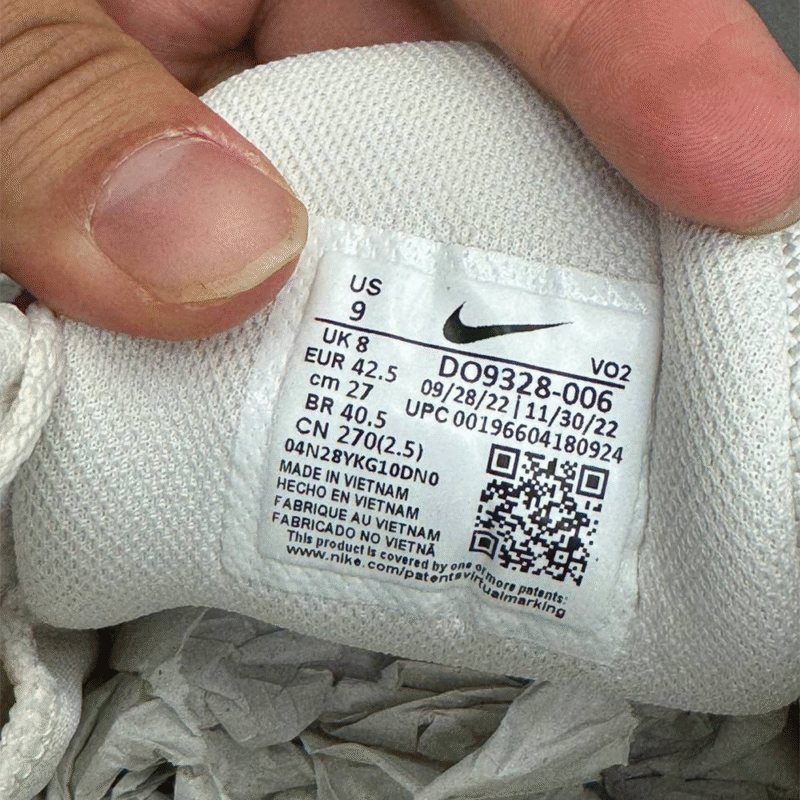 US
9
VO2
UK 8
EUR 42.5
cm 27
BR 40.5
CN 270(2.5)
04N28YKG10DN0
DO9328-006
09/28/22 | 11/30/22
UPC 00196604180924
MADE IN VIETNAM
HECHO EN VIETNAM
FABRIQUE AU VIETNAM
FABRICADO NO VIETNÃ
This product is covered by one or more patents:
www.nike.com/patentsvirtualmarking